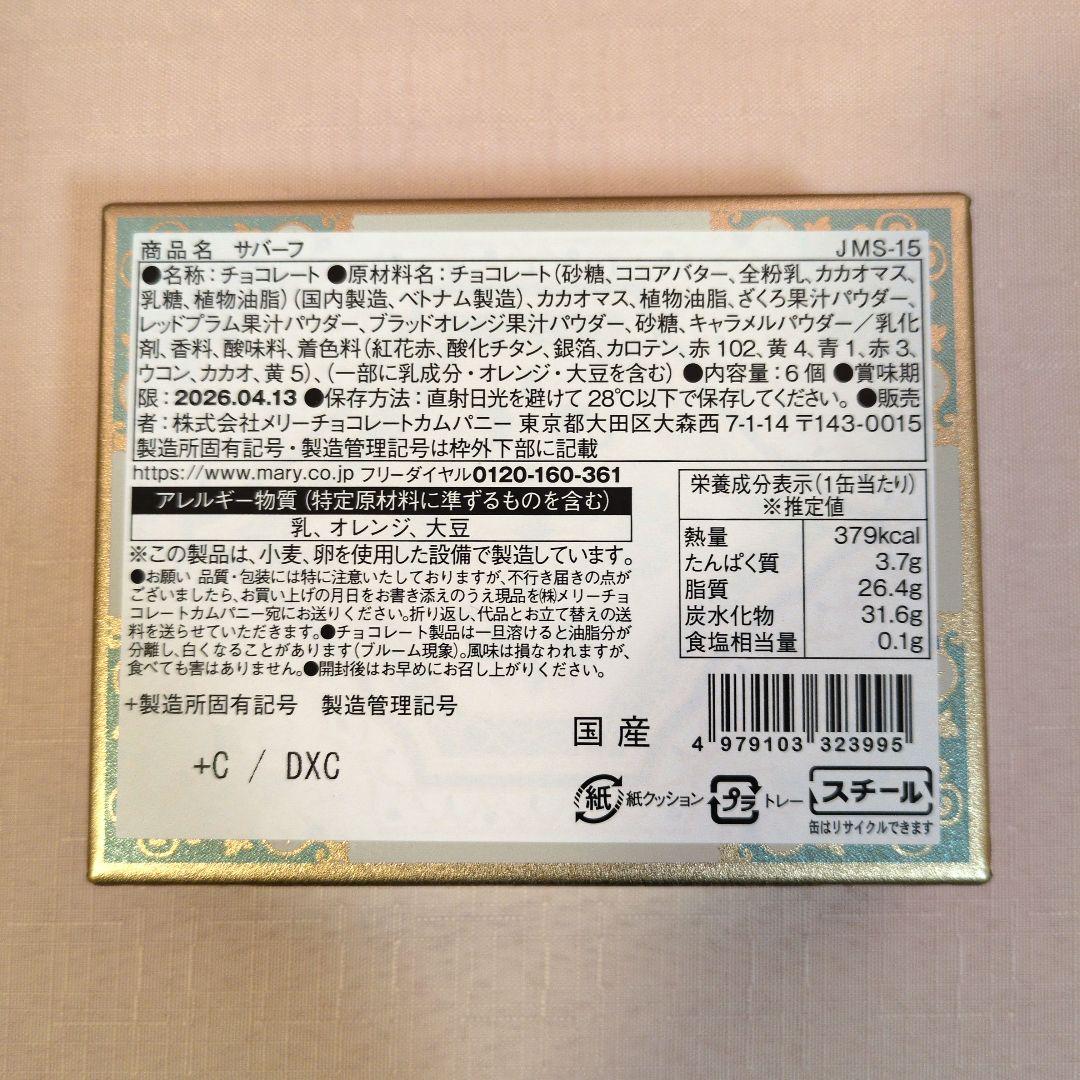 商品名 サバーフ JMS-15
●名称：チョコレート ●原材料名：チョコレート（砂糖、ココアバター、全粉乳、カカオマス、
乳糖、植物油脂）（国内製造、ベトナム製造）、カカオマス、植物油脂、ざくろ果汁パウダー、
レッドプラム果汁パウダー、ブラッドオレンジ果汁パウダー、砂糖、キャラメルパウダー／乳化
剤、香料、酸味料、着色料（紅花赤、酸化チタン、銀箔、カロテン、赤102、黄4、青1、赤3、
ウコン、カカオ、黄5）、（一部に乳成分・オレンジ・大豆を含む） ●内容量：6個 ●賞味期
限：2026.04.13 ●保存方法：直射日光を避けて28℃以下で保存してください。 ●販売
者：株式会社メリーチョコレートカムパニー 東京都大田区大森西7-1-14 〒143-0015
製造所固有記号・製造管理記号は枠外下部に記載
https://www.mary.co.jp フリーダイヤル0120-160-361
アレルギー物質（特定原材料に準ずるものを含む）
乳、オレンジ、大豆
※この製品は、小麦、卵を使用した設備で製造しています。
●お願い 品質・包装には特に注意いたしておりますが、不行き届きの点が
ございましたら、お買い上げの月日をお書き添えのうえ現品を㈱メリーチョ
コレートカムパニー宛にお送りください。折り返し、代品とお立て替えの送
料を送らせていただきます。●チョコレート製品は一旦溶けると油脂分が
分離し、白くなることがあります（ブルーム現象）。風味は損なわれますが、
食べても害はありません。●開封後はお早めにお召し上がりください。
栄養成分表示（1缶当たり）
※推定値
熱量 379kcal
たんぱく質 3.7g
脂質 26.4g
炭水化物 31.6g
食塩相当量 0.1g
+製造所固有記号 製造管理記号
+C / DXC
国産
4 979103 323995
紙 紙クッション プラ トレー スチール
缶はリサイクルできます